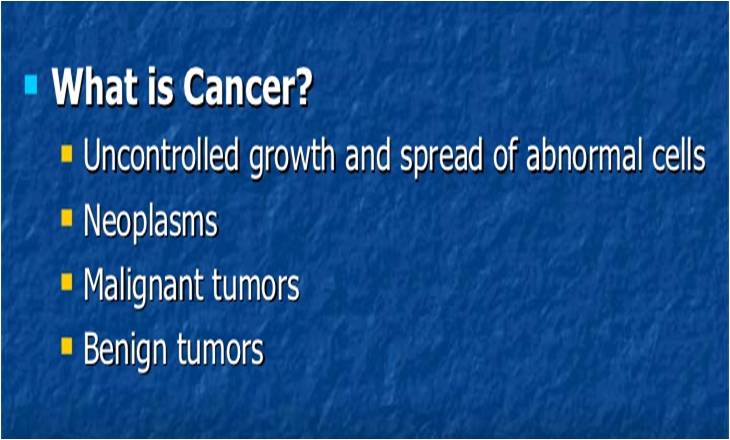 What is Cancer?
Uncontrolled growth and spread of abnormal cells
Neoplasms
Malignant tumors
Benign tumors